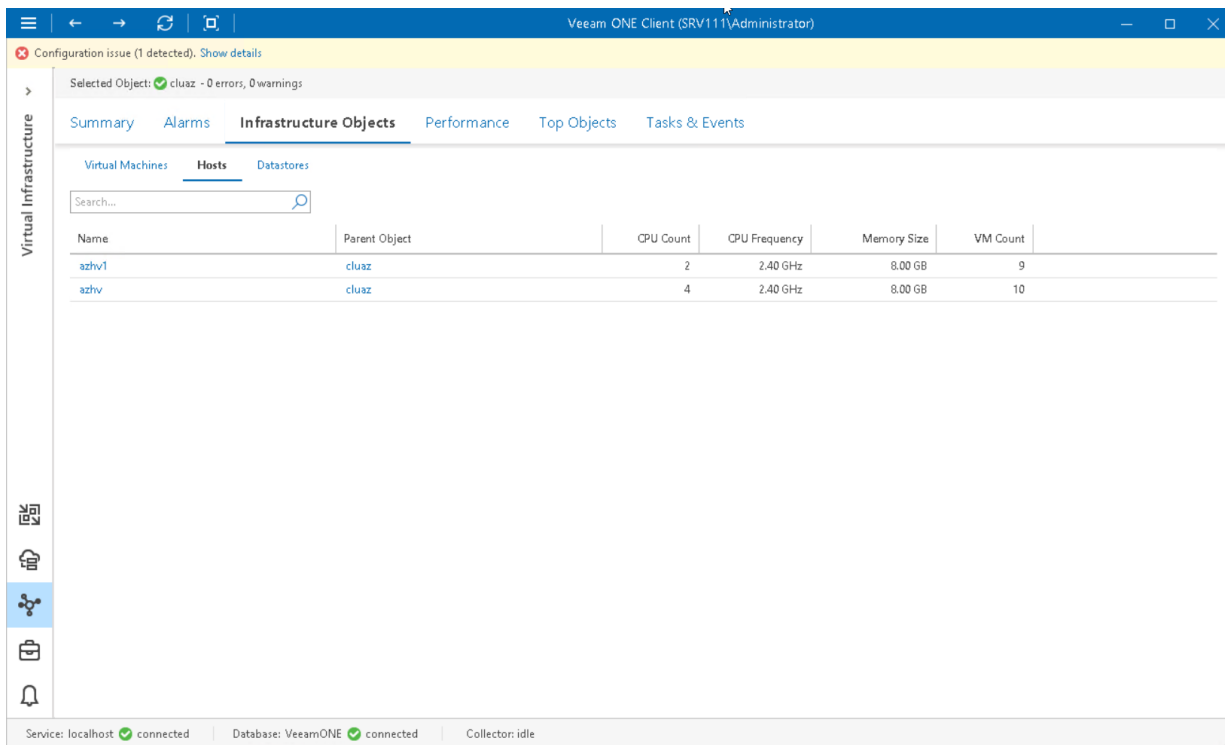 Veeam ONE Client (SRV111\Administrator)
Configuration issue (1 detected). Show details
Selected Object: cluaz - 0 errors, 0 warnings
Virtual Infrastructure
Summary Alarms Infrastructure Objects Performance Top Objects Tasks & Events
Virtual Machines Hosts Datastores
Search...
Name Parent Object CPU Count CPU Frequency Memory Size VM Count
azhv1 cluaz 2 2.40 GHz 8.00 GB 9
azhv cluaz 4 2.40 GHz 8.00 GB 10
Service: localhost connected Database: VeeamONE connected Collector: idle